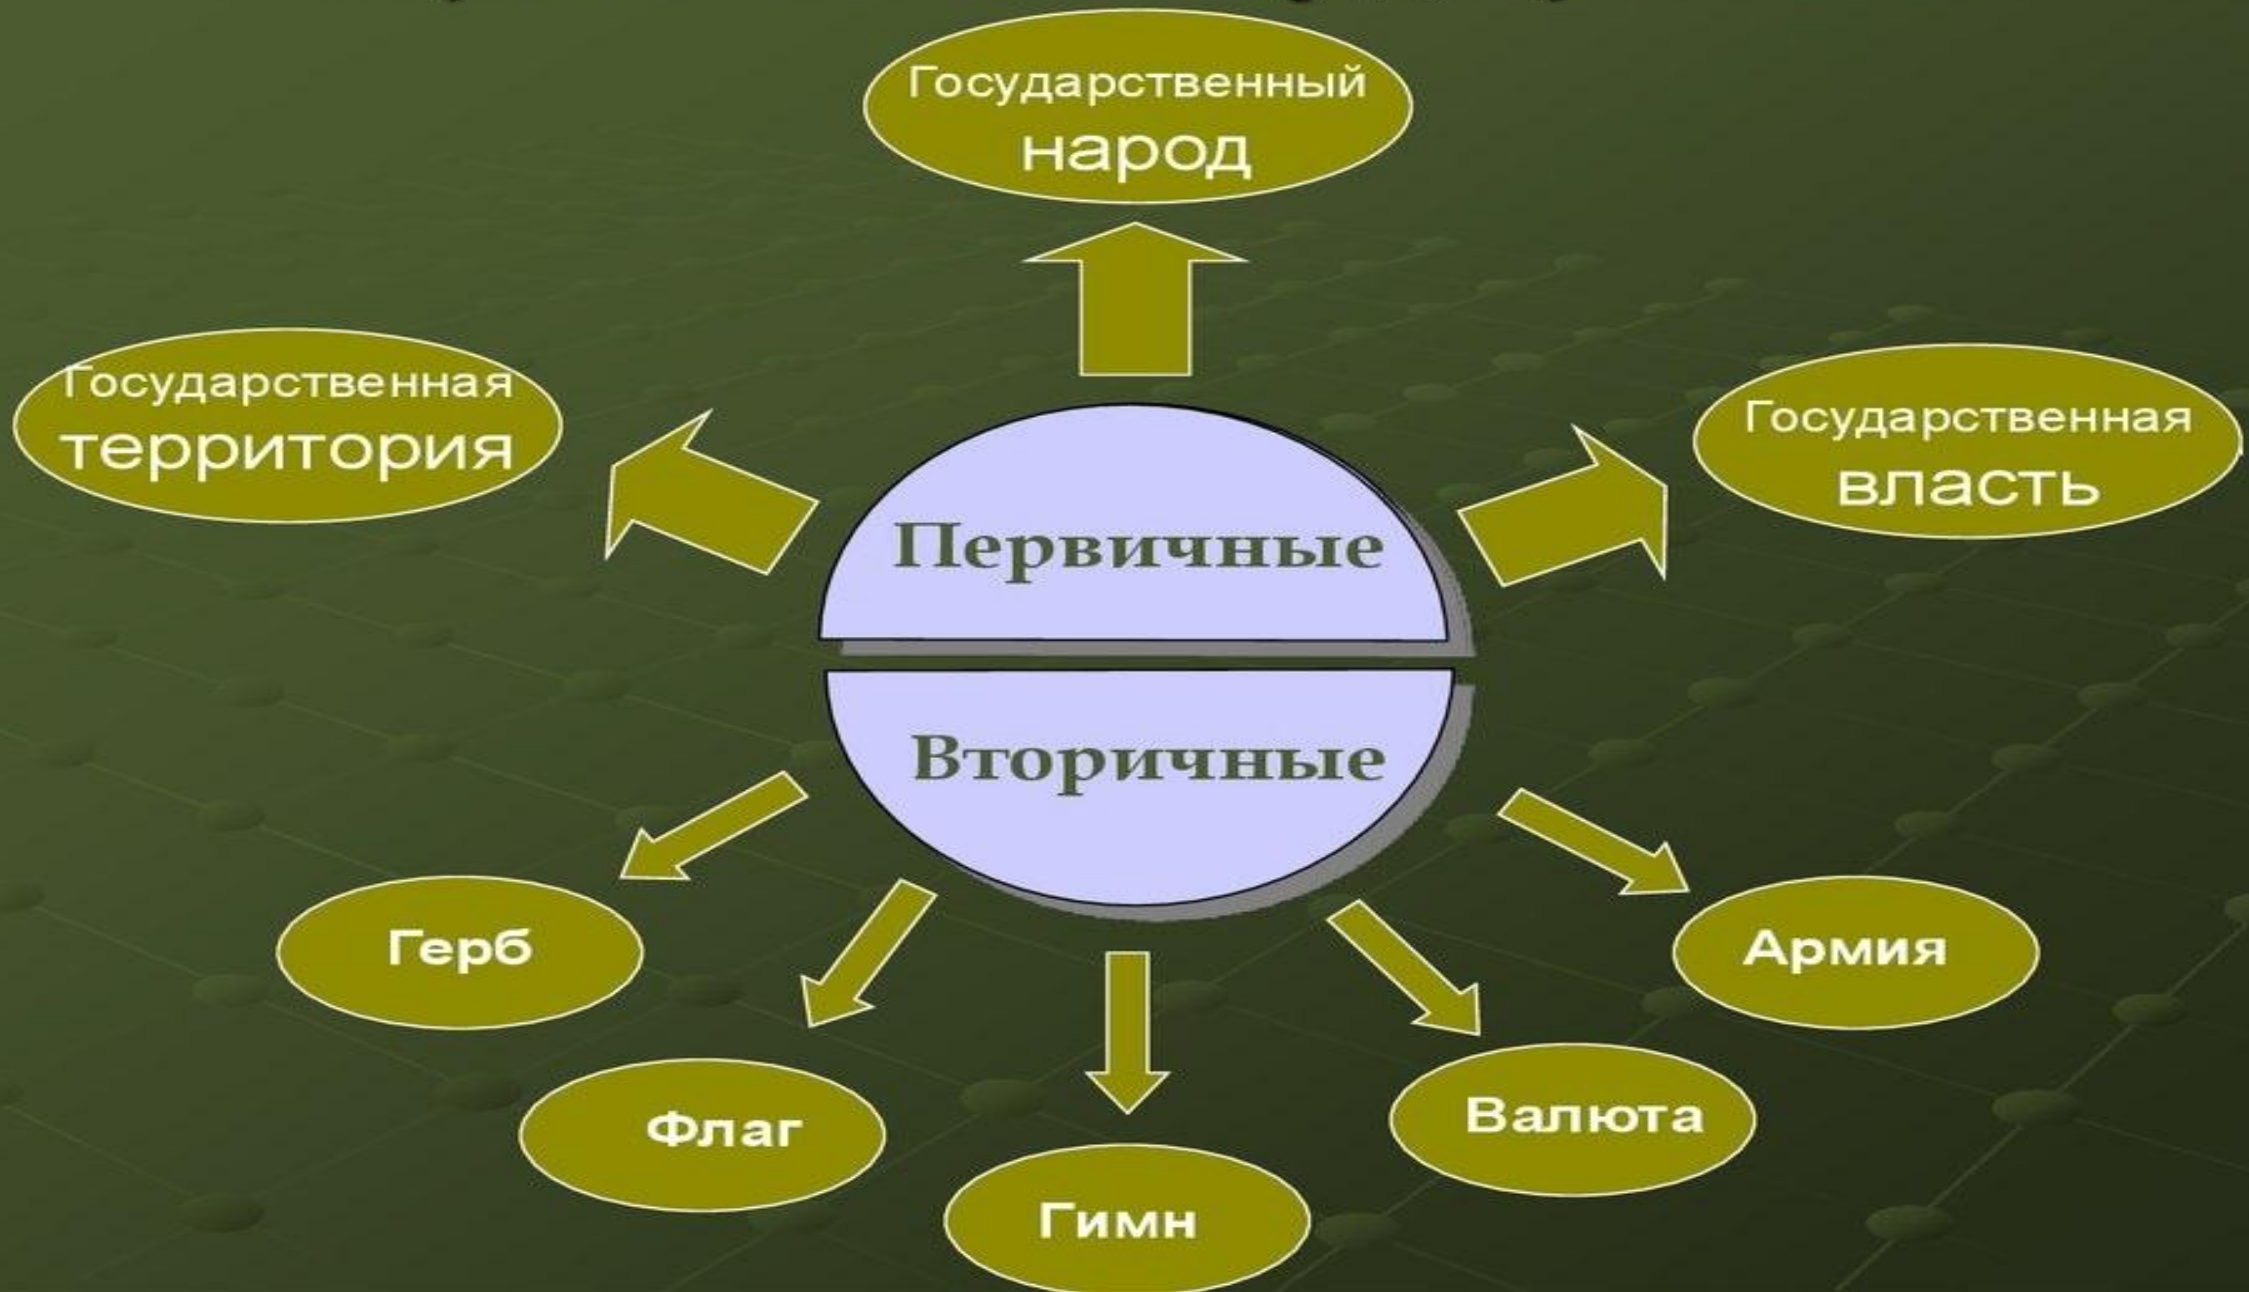 Государственный
народ
Государственная
территория
Государственная
власть
Первичные
Вторичные
Герб
Армия
Флаг
Валюта
Гимн